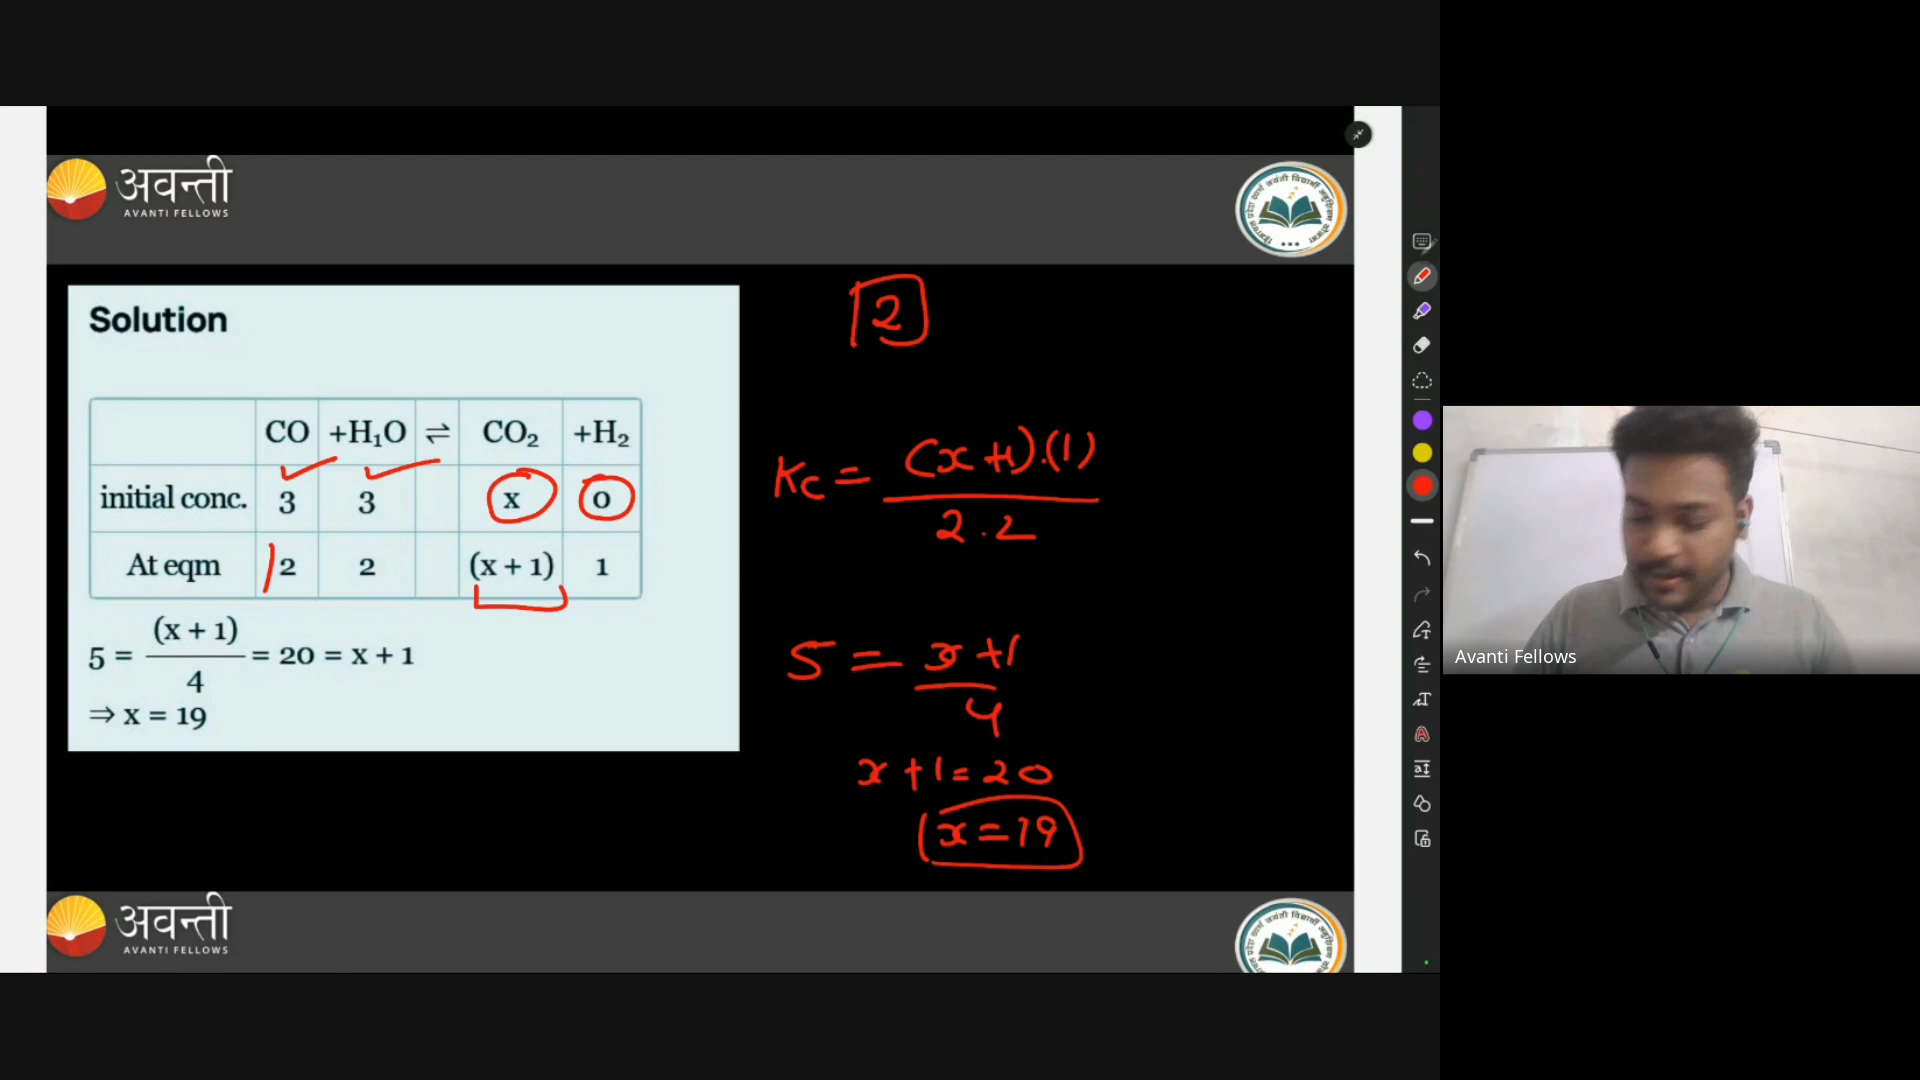 अवन्ती
AVANTI FELLOWS
Solution
CO +H₁O ⇌ CO₂ +H₂
initial conc. 3 3 x 0
At eqm 2 2 (x + 1) 1
5 = (x + 1)/4 = 20 = x + 1
⇒ x = 19
2
Kc = (x+1).(1)/2.2
5 = x+1/4
x+1=20
x=19
Avanti Fellows
अवन्ती
AVANTI FELLOWS